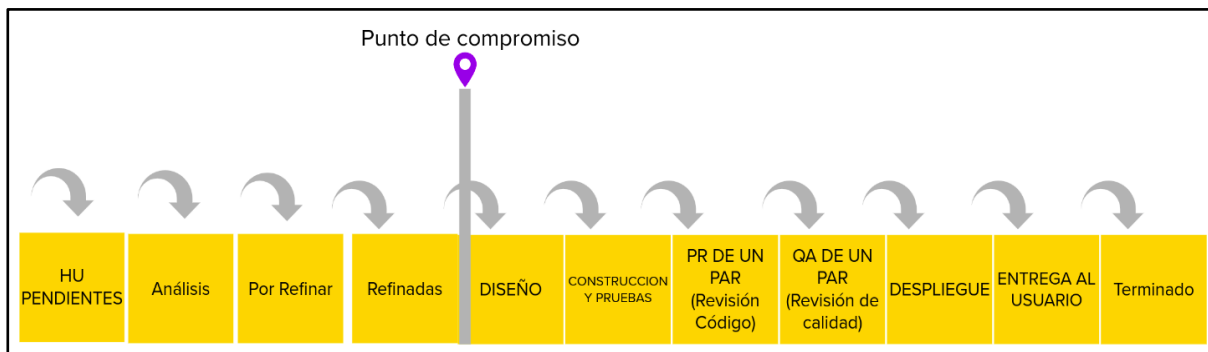 Punto de compromiso
HU
PENDIENTES
Análisis
Por Refinar
Refinadas
DISEÑO
CONSTRUCCION
Y PRUEBAS
PR DE UN
PAR
(Revisión
Código)
QA DE UN
PAR
(Revisión de
calidad)
DESPLIEGUE
ENTREGA AL
USUARIO
Terminado